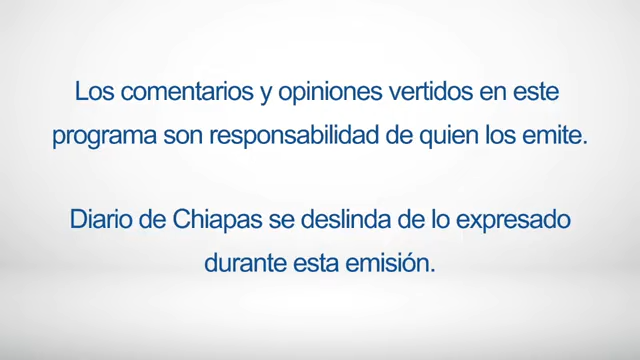 Los comentarios y opiniones vertidos en este
programa son responsabilidad de quien los emite.
Diario de Chiapas se deslinda de lo expresado
durante esta emisión.